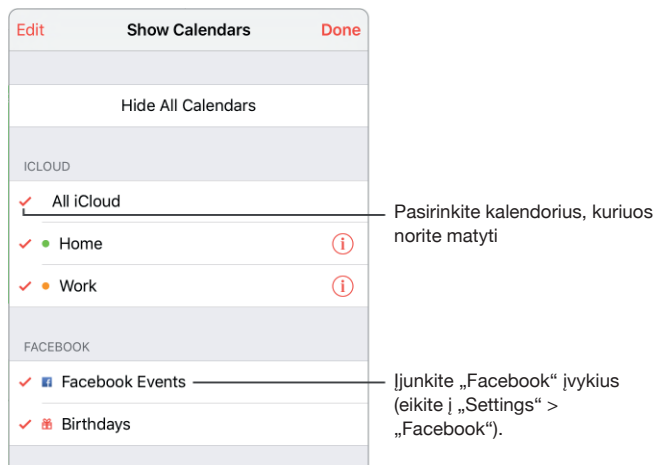 Edit Show Calendars Done
Hide All Calendars
ICLOUD
All iCloud
Pasirinkite kalendorius, kuriuos
norite matyti
Home
Work
FACEBOOK
Facebook Events
Įjunkite „Facebook“ įvykius
(eikite į „Settings“ >
„Facebook“).
Birthdays